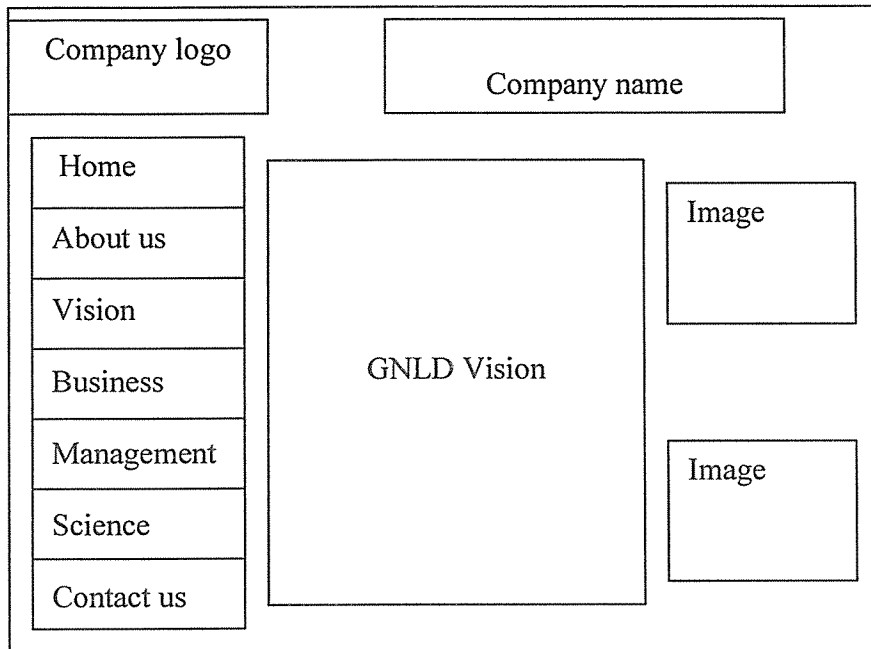 Company logo
Company name
Home
About us
Vision
Business
Management
Science
Contact us
GNLD Vision
Image
Image